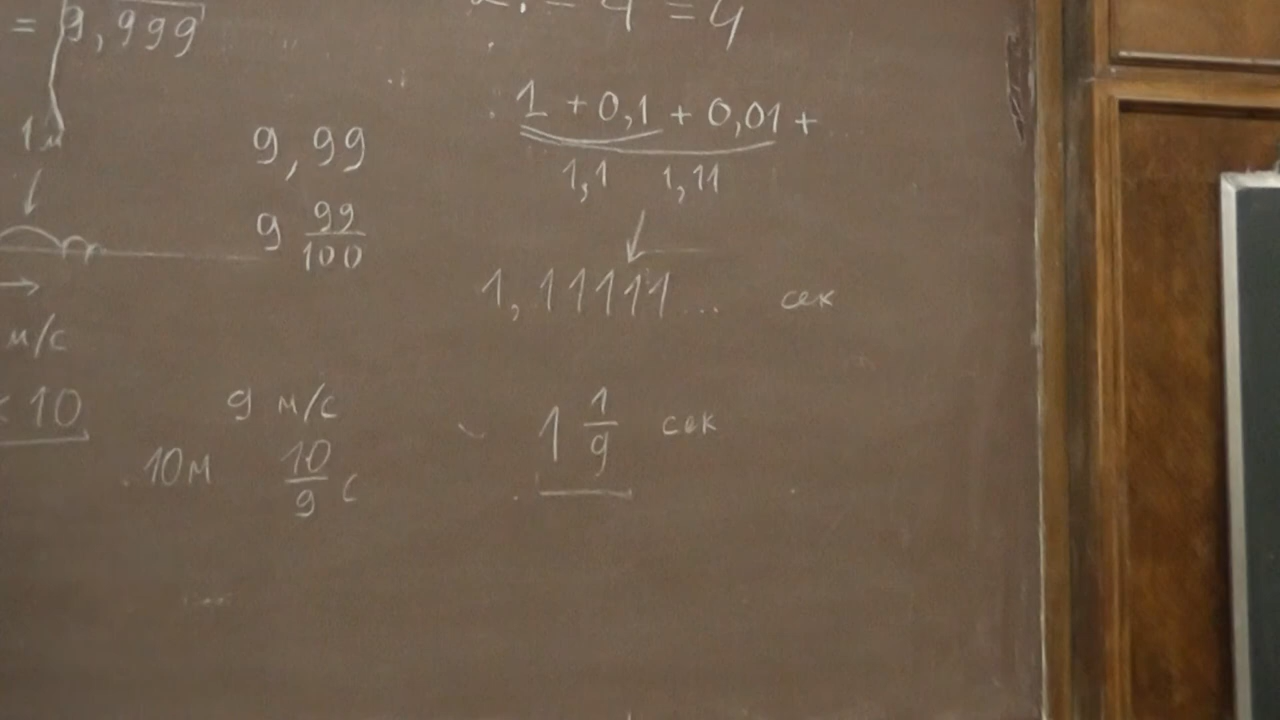 = 9,999
= 4 = 4
1 + 0,1 + 0,01 +
1,1 1,11
1 м
9,99
9 99/100
1,11111... сек
м/с
< 10
9 м/с
10м 10/9 с
1 1/9 сек